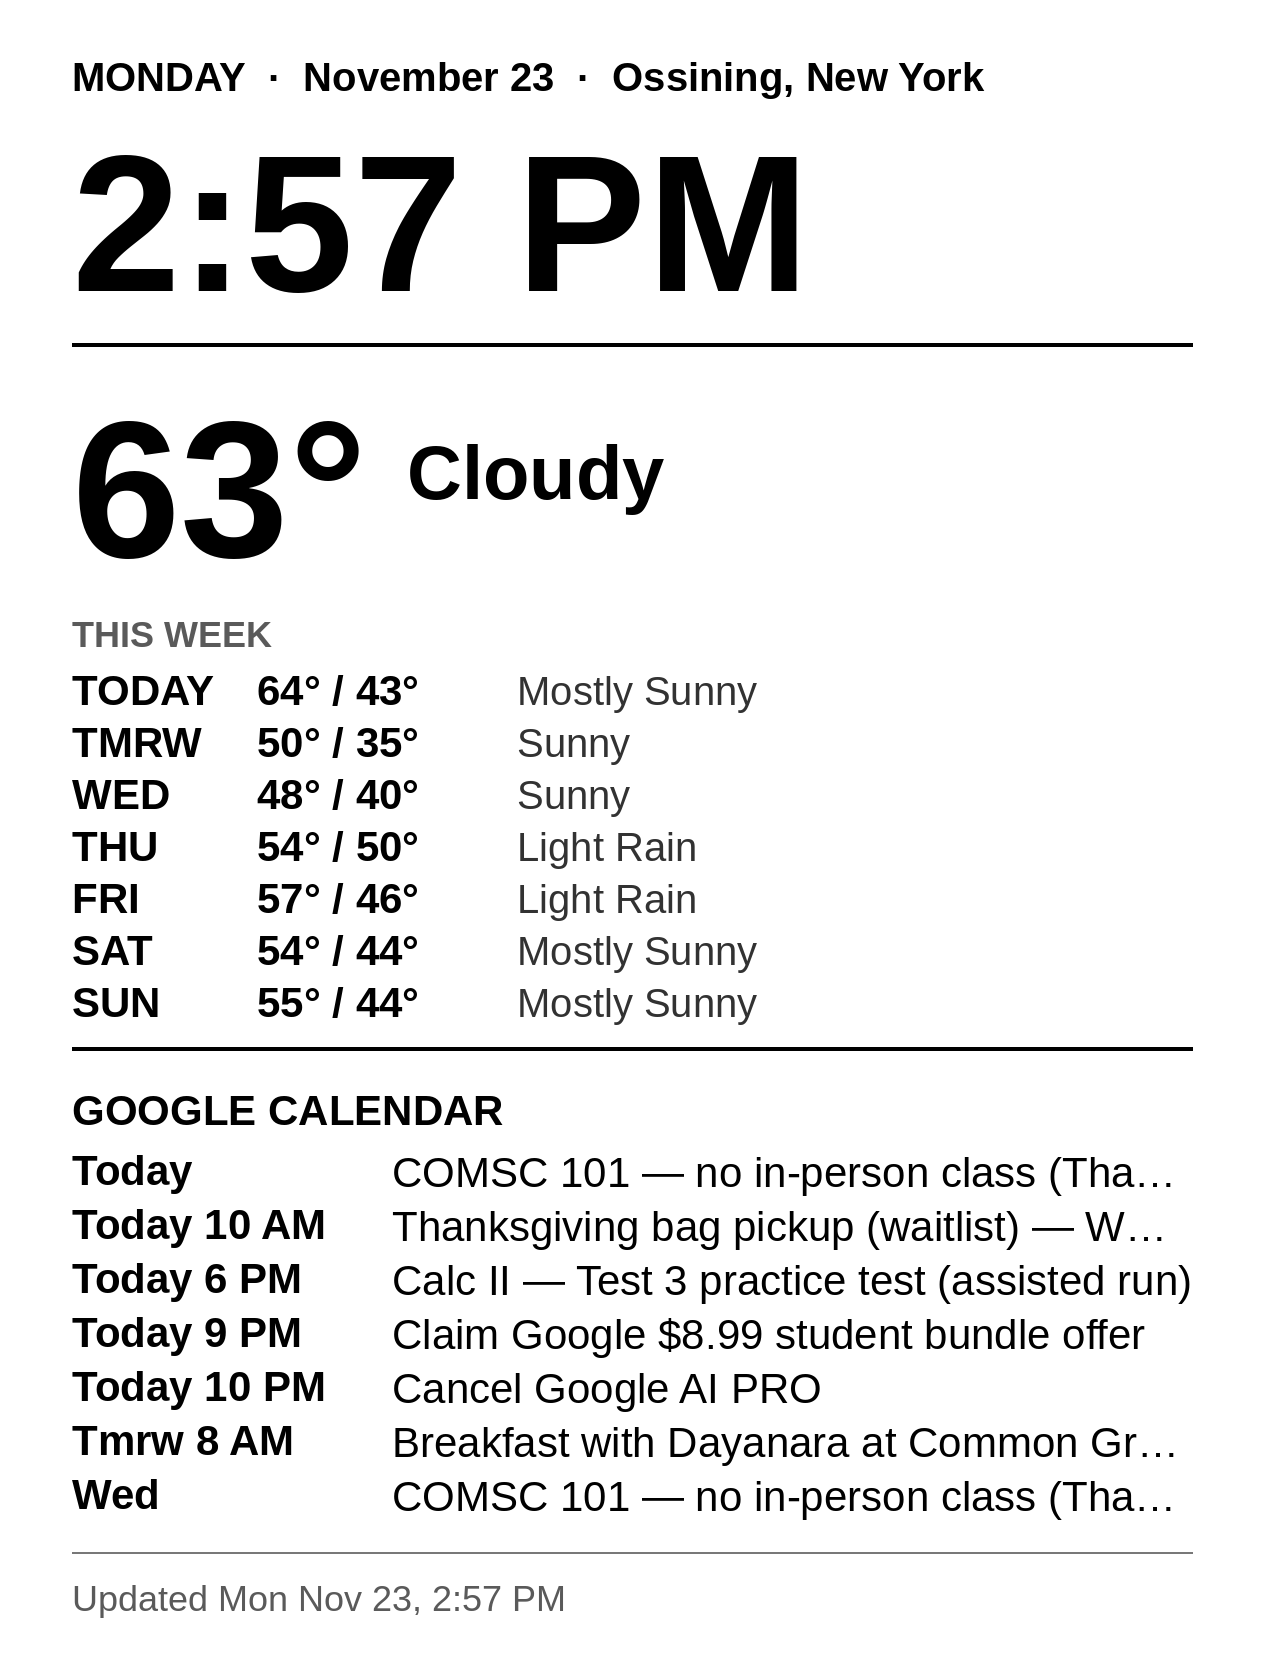 MONDAY · November 23 · Ossining, New York
2:57 PM
63° Cloudy
THIS WEEK
TODAY 64° / 43° Mostly Sunny
TMRW 50° / 35° Sunny
WED 48° / 40° Sunny
THU 54° / 50° Light Rain
FRI 57° / 46° Light Rain
SAT 54° / 44° Mostly Sunny
SUN 55° / 44° Mostly Sunny
GOOGLE CALENDAR
Today COMSC 101 — no in-person class (Tha…
Today 10 AM Thanksgiving bag pickup (waitlist) — W…
Today 6 PM Calc II — Test 3 practice test (assisted run)
Today 9 PM Claim Google $8.99 student bundle offer
Today 10 PM Cancel Google AI PRO
Tmrw 8 AM Breakfast with Dayanara at Common Gr…
Wed COMSC 101 — no in-person class (Tha…
Updated Mon Nov 23, 2:57 PM